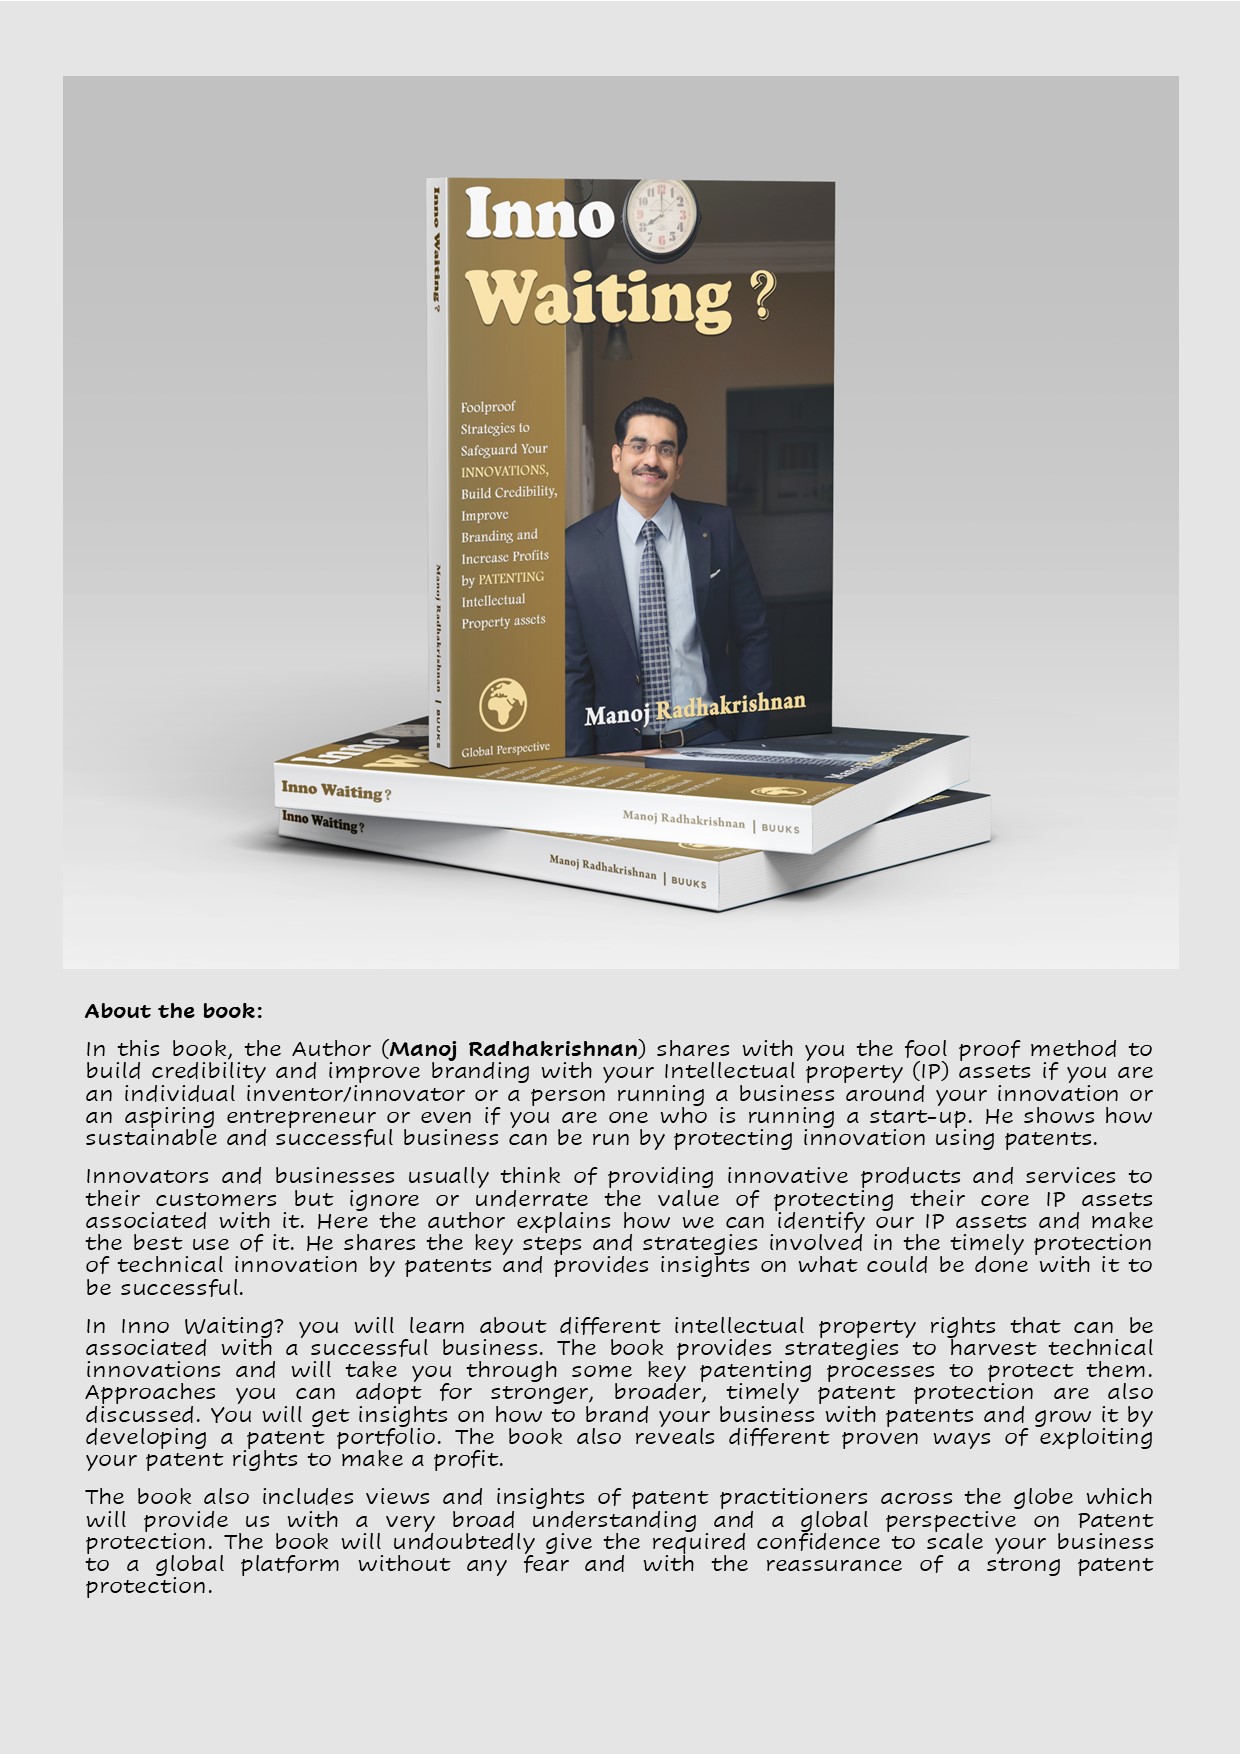 Inno
Waiting ?
Foolproof
Strategies to
Safeguard Your
INNOVATIONS,
Build Credibility,
Improve
Branding and
Increase Profits
by PATENTING
Intellectual
Property assets
Global Perspective
Manoj Radhakrishnan
Inno Waiting?
Manoj Radhakrishnan | BUUKS
Inno
Wa
Manoj Radhakrishnan
Inno Waiting?
Manoj Radhakrishnan | BUUKS
Inno Waiting?
Manoj Radhakrishnan | BUUKS
About the book:
In this book, the Author (Manoj Radhakrishnan) shares with you the fool proof method to
build credibility and improve branding with your Intellectual property (IP) assets if you are
an individual inventor/innovator or a person running a business around your innovation or
an aspiring entrepreneur or even if you are one who is running a start-up. He shows how
sustainable and successful business can be run by protecting innovation using patents.
Innovators and businesses usually think of providing innovative products and services to
their customers but ignore or underrate the value of protecting their core IP assets
associated with it. Here the author explains how we can identify our IP assets and make
the best use of it. He shares the key steps and strategies involved in the timely protection
of technical innovation by patents and provides insights on what could be done with it to
be successful.
In Inno Waiting? you will learn about different intellectual property rights that can be
associated with a successful business. The book provides strategies to harvest technical
innovations and will take you through some key patenting processes to protect them.
Approaches you can adopt for stronger, broader, timely patent protection are also
discussed. You will get insights on how to brand your business with patents and grow it by
developing a patent portfolio. The book also reveals different proven ways of exploiting
your patent rights to make a profit.
The book also includes views and insights of patent practitioners across the globe which
will provide us with a very broad understanding and a global perspective on Patent
protection. The book will undoubtedly give the required confidence to scale your business
to a global platform without any fear and with the reassurance of a strong patent
protection.